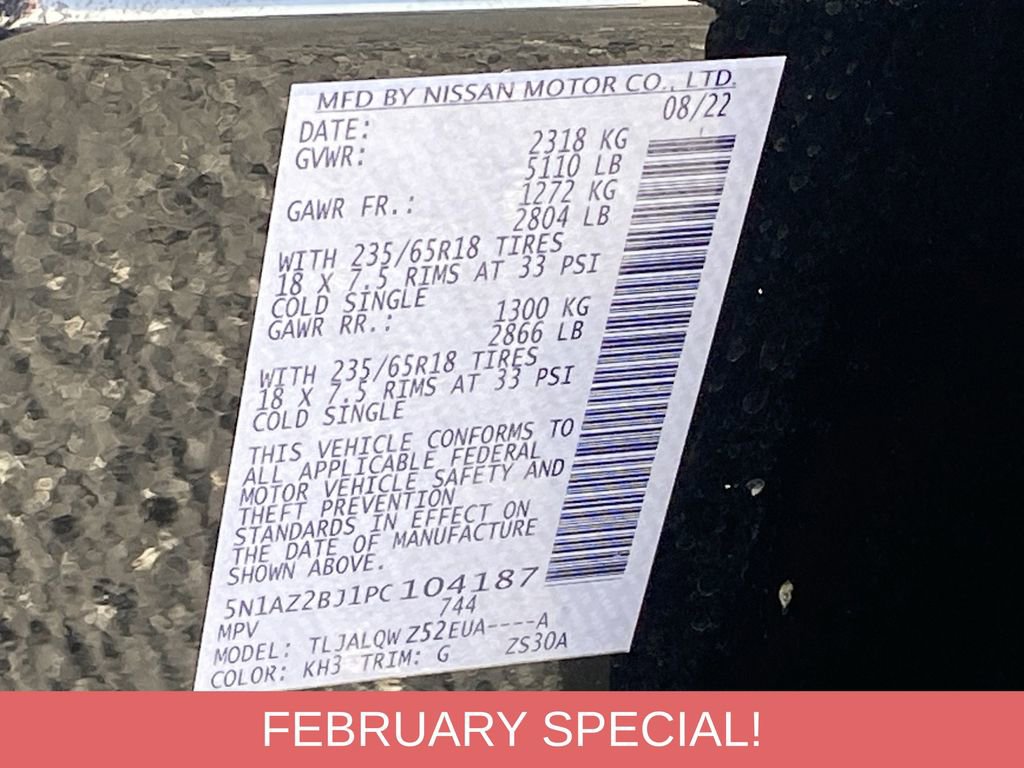 MFD BY NISSAN MOTOR CO., LTD.
DATE: 08/22
GVWR: 2318 KG
5110 LB
GAWR FR.: 1272 KG
2804 LB
WITH 235/65R18 TIRES
18 X 7.5 RIMS AT 33 PSI
COLD SINGLE
GAWR RR.: 1300 KG
2866 LB
WITH 235/65R18 TIRES
18 X 7.5 RIMS AT 33 PSI
COLD SINGLE
THIS VEHICLE CONFORMS TO
ALL APPLICABLE FEDERAL
MOTOR VEHICLE SAFETY AND
THEFT PREVENTION
STANDARDS IN EFFECT ON
THE DATE OF MANUFACTURE
SHOWN ABOVE.
5N1AZ2BJ1PC104187
MPV 744
MODEL: TLJALQWZ52EUA----A
COLOR: KH3 TRIM: G ZS30A
FEBRUARY SPECIAL!